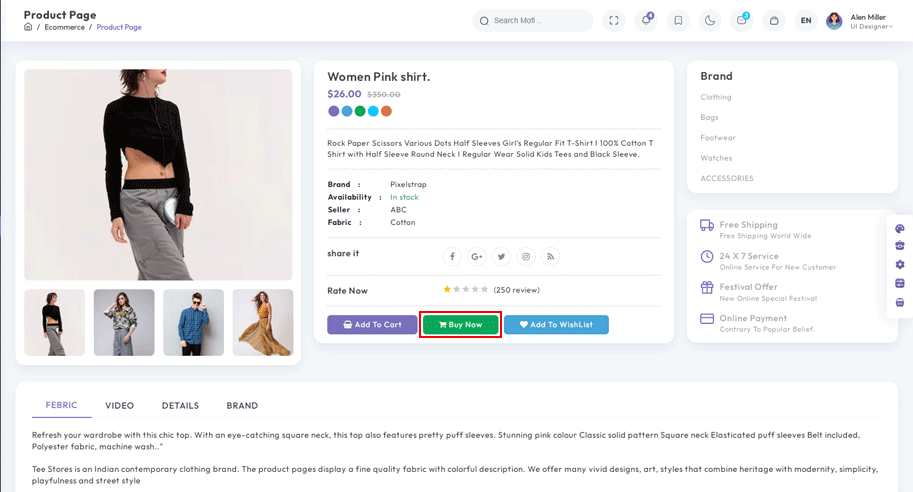 Product Page
Ecommerce / Product Page
Search Mofi ..
4
3
EN
Alen Miller
UI Designer
Women Pink shirt.
$26.00 $350.00
Rock Paper Scissors Various Dots Half Sleeves Girl's Regular Fit T-Shirt I 100% Cotton T
Shirt with Half Sleeve Round Neck I Regular Wear Solid Kids Tees and Black Sleeve.
Brand : Pixelstrap
Availability : In stock
Seller : ABC
Fabric : Cotton
share it
Rate Now (250 review)
Add To Cart
Buy Now
Add To WishList
Brand
Clothing
Bags
Footwear
Watches
ACCESSORIES
Free Shipping
Free Shipping World Wide
24 X 7 Service
Online Service For New Customer
Festival Offer
New Online Special Festival
Online Payment
Contrary To Popular Belief.
FEBRIC VIDEO DETAILS BRAND
Refresh your wardrobe with this chic top. With an eye-catching square neck, this top also features pretty puff sleeves. Stunning pink colour Classic solid pattern Square neck Elasticated puff sleeves Belt included,
Polyester fabric, machine wash.."
Tee Stores is an Indian contemporary clothing brand. The product pages display a fine quality fabric with colorful description. We offer many vivid designs, art, styles that combine heritage with modernity, simplicity,
playfulness and street style